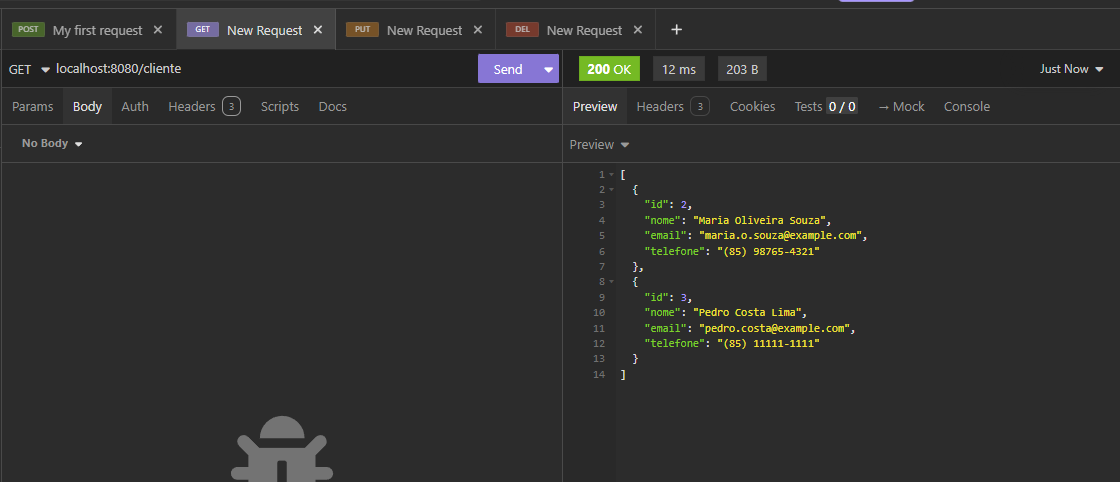 POST My first request × GET New Request × PUT New Request × DEL New Request × +
GET localhost:8080/cliente Send 200 OK 12 ms 203 B Just Now
Params Body Auth Headers 3 Scripts Docs Preview Headers 3 Cookies Tests 0 / 0 → Mock Console
No Body Preview
1 [
2 {
3 "id": 2,
4 "nome": "Maria Oliveira Souza",
5 "email": "maria.o.souza@example.com",
6 "telefone": "(85) 98765-4321"
7 },
8 {
9 "id": 3,
10 "nome": "Pedro Costa Lima",
11 "email": "pedro.costa@example.com",
12 "telefone": "(85) 11111-1111"
13 }
14 ]